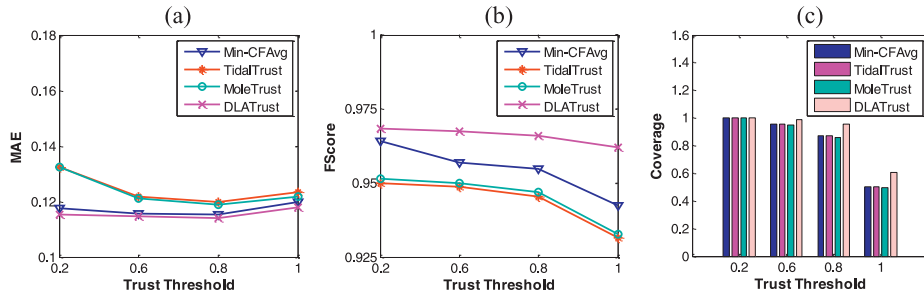 (a)
0.18
0.16
0.14
0.12
0.1
MAE
0.2
0.6
0.8
1
Trust Threshold
Min-CFAvg
TidalTrust
MoleTrust
DLATrust
(b)
1
0.975
0.95
0.925
FScore
0.2
0.6
0.8
1
Trust Threshold
Min-CFAvg
TidalTrust
MoleTrust
DLATrust
(c)
1.6
1.4
1.2
1
0.8
0.6
0.4
0.2
0
Coverage
0.2
0.6
0.8
1
Trust Threshold
Min-CFAvg
TidalTrust
MoleTrust
DLATrust